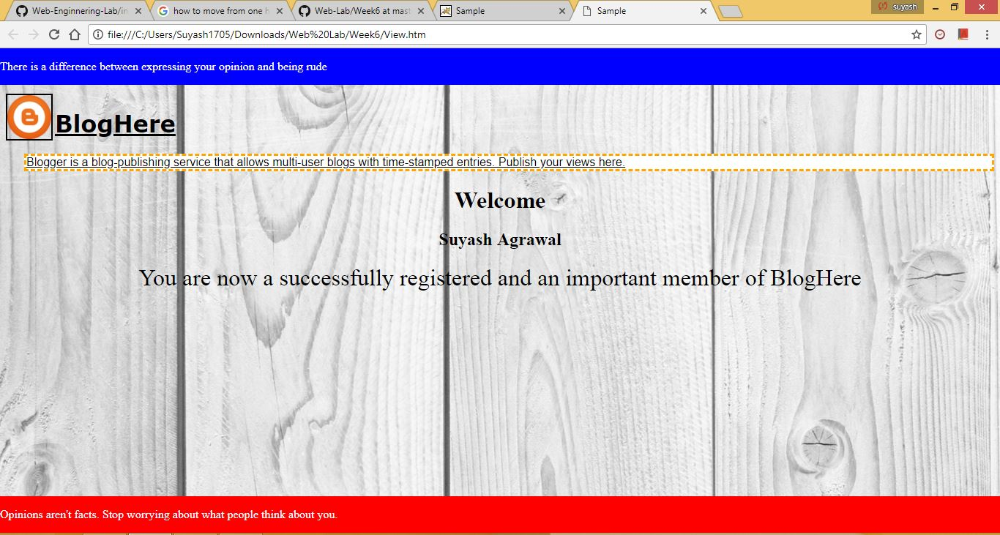 Web-Enginnering-Lab/in
how to move from one h
Web-Lab/Week6 at mast
Sample
Sample
suyash
file:///C:/Users/Suyash1705/Downloads/Web%20Lab/Week6/View.htm
There is a difference between expressing your opinion and being rude
BlogHere
Blogger is a blog-publishing service that allows multi-user blogs with time-stamped entries. Publish your views here.
Welcome
Suyash Agrawal
You are now a successfully registered and an important member of BlogHere
Opinions aren't facts. Stop worrying about what people think about you.